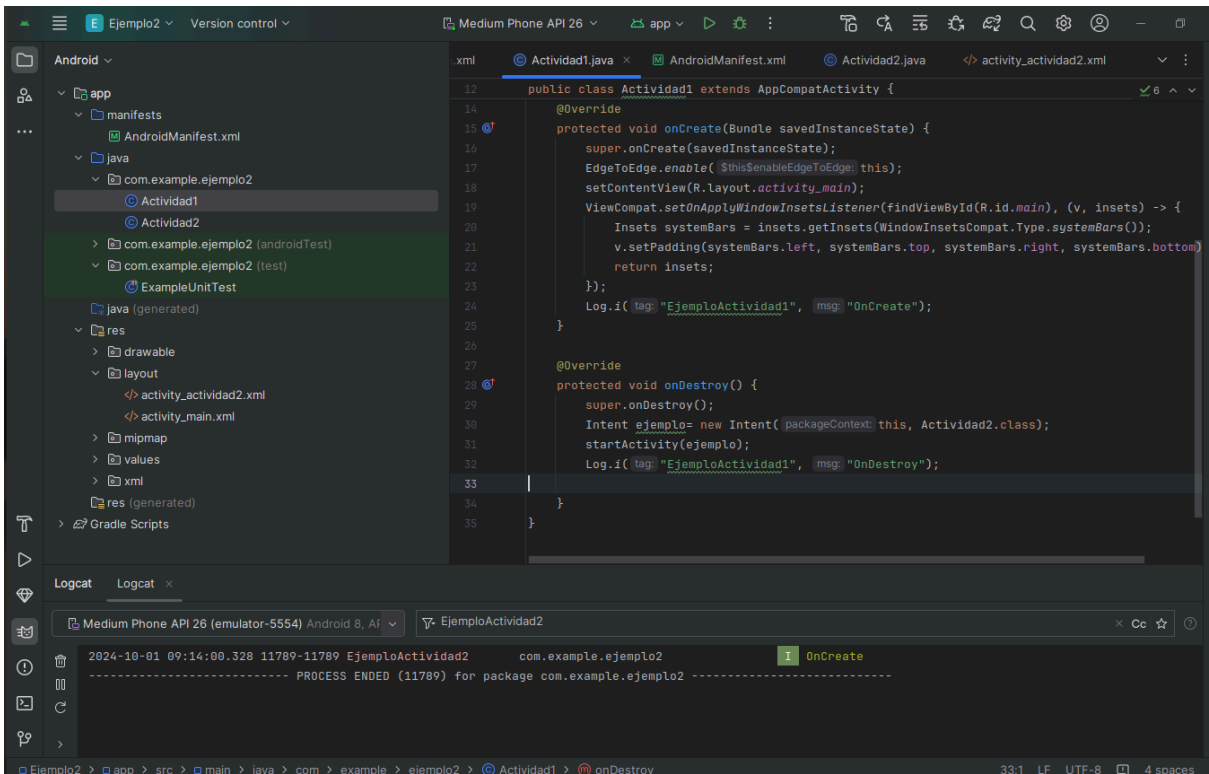 E Ejemplo2 Version control Medium Phone API 26 app
Android
app
manifests
AndroidManifest.xml
java
com.example.ejemplo2
Actividad1
Actividad2
com.example.ejemplo2 (androidTest)
com.example.ejemplo2 (test)
ExampleUnitTest
java (generated)
res
drawable
layout
activity_actividad2.xml
activity_main.xml
mipmap
values
xml
res (generated)
Gradle Scripts
.xml Actividad1.java AndroidManifest.xml Actividad2.java activity_actividad2.xml
12 public class Actividad1 extends AppCompatActivity { 6
14 @Override
15 protected void onCreate(Bundle savedInstanceState) {
16 super.onCreate(savedInstanceState);
17 EdgeToEdge.enable( $this$enableEdgeToEdge: this);
18 setContentView(R.layout.activity_main);
19 ViewCompat.setOnApplyWindowInsetsListener(findViewById(R.id.main), (v, insets) -> {
20 Insets systemBars = insets.getInsets(WindowInsetsCompat.Type.systemBars());
21 v.setPadding(systemBars.left, systemBars.top, systemBars.right, systemBars.bottom)
22 return insets;
23 });
24 Log.i( tag: "EjemploActividad1", msg: "OnCreate");
25 }
26
27 @Override
28 protected void onDestroy() {
29 super.onDestroy();
30 Intent ejemplo= new Intent( packageContext: this, Actividad2.class);
31 startActivity(ejemplo);
32 Log.i( tag: "EjemploActividad1", msg: "OnDestroy");
33
34 }
35 }
Logcat Logcat
Medium Phone API 26 (emulator-5554) Android 8, AP EjemploActividad2 Cc
2024-10-01 09:14:00.328 11789-11789 EjemploActividad2 com.example.ejemplo2 I OnCreate
--------------------------- PROCESS ENDED (11789) for package com.example.ejemplo2 ---------------------------
Ejemplo2 > app > src > main > java > com > example > ejemplo2 > Actividad1 > onDestroy 33:1 LF UTF-8 4 spaces